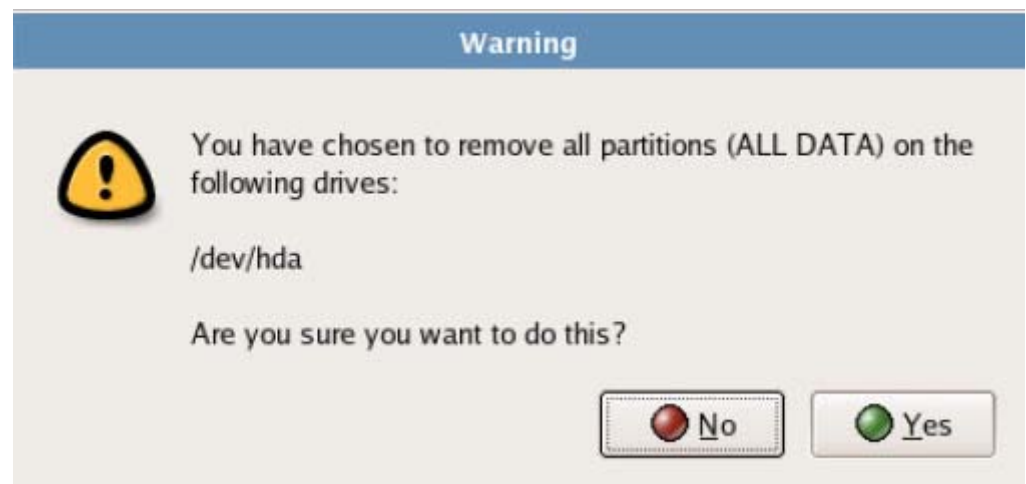 Warning
You have chosen to remove all partitions (ALL DATA) on the
following drives:
/dev/hda
Are you sure you want to do this?
No
Yes